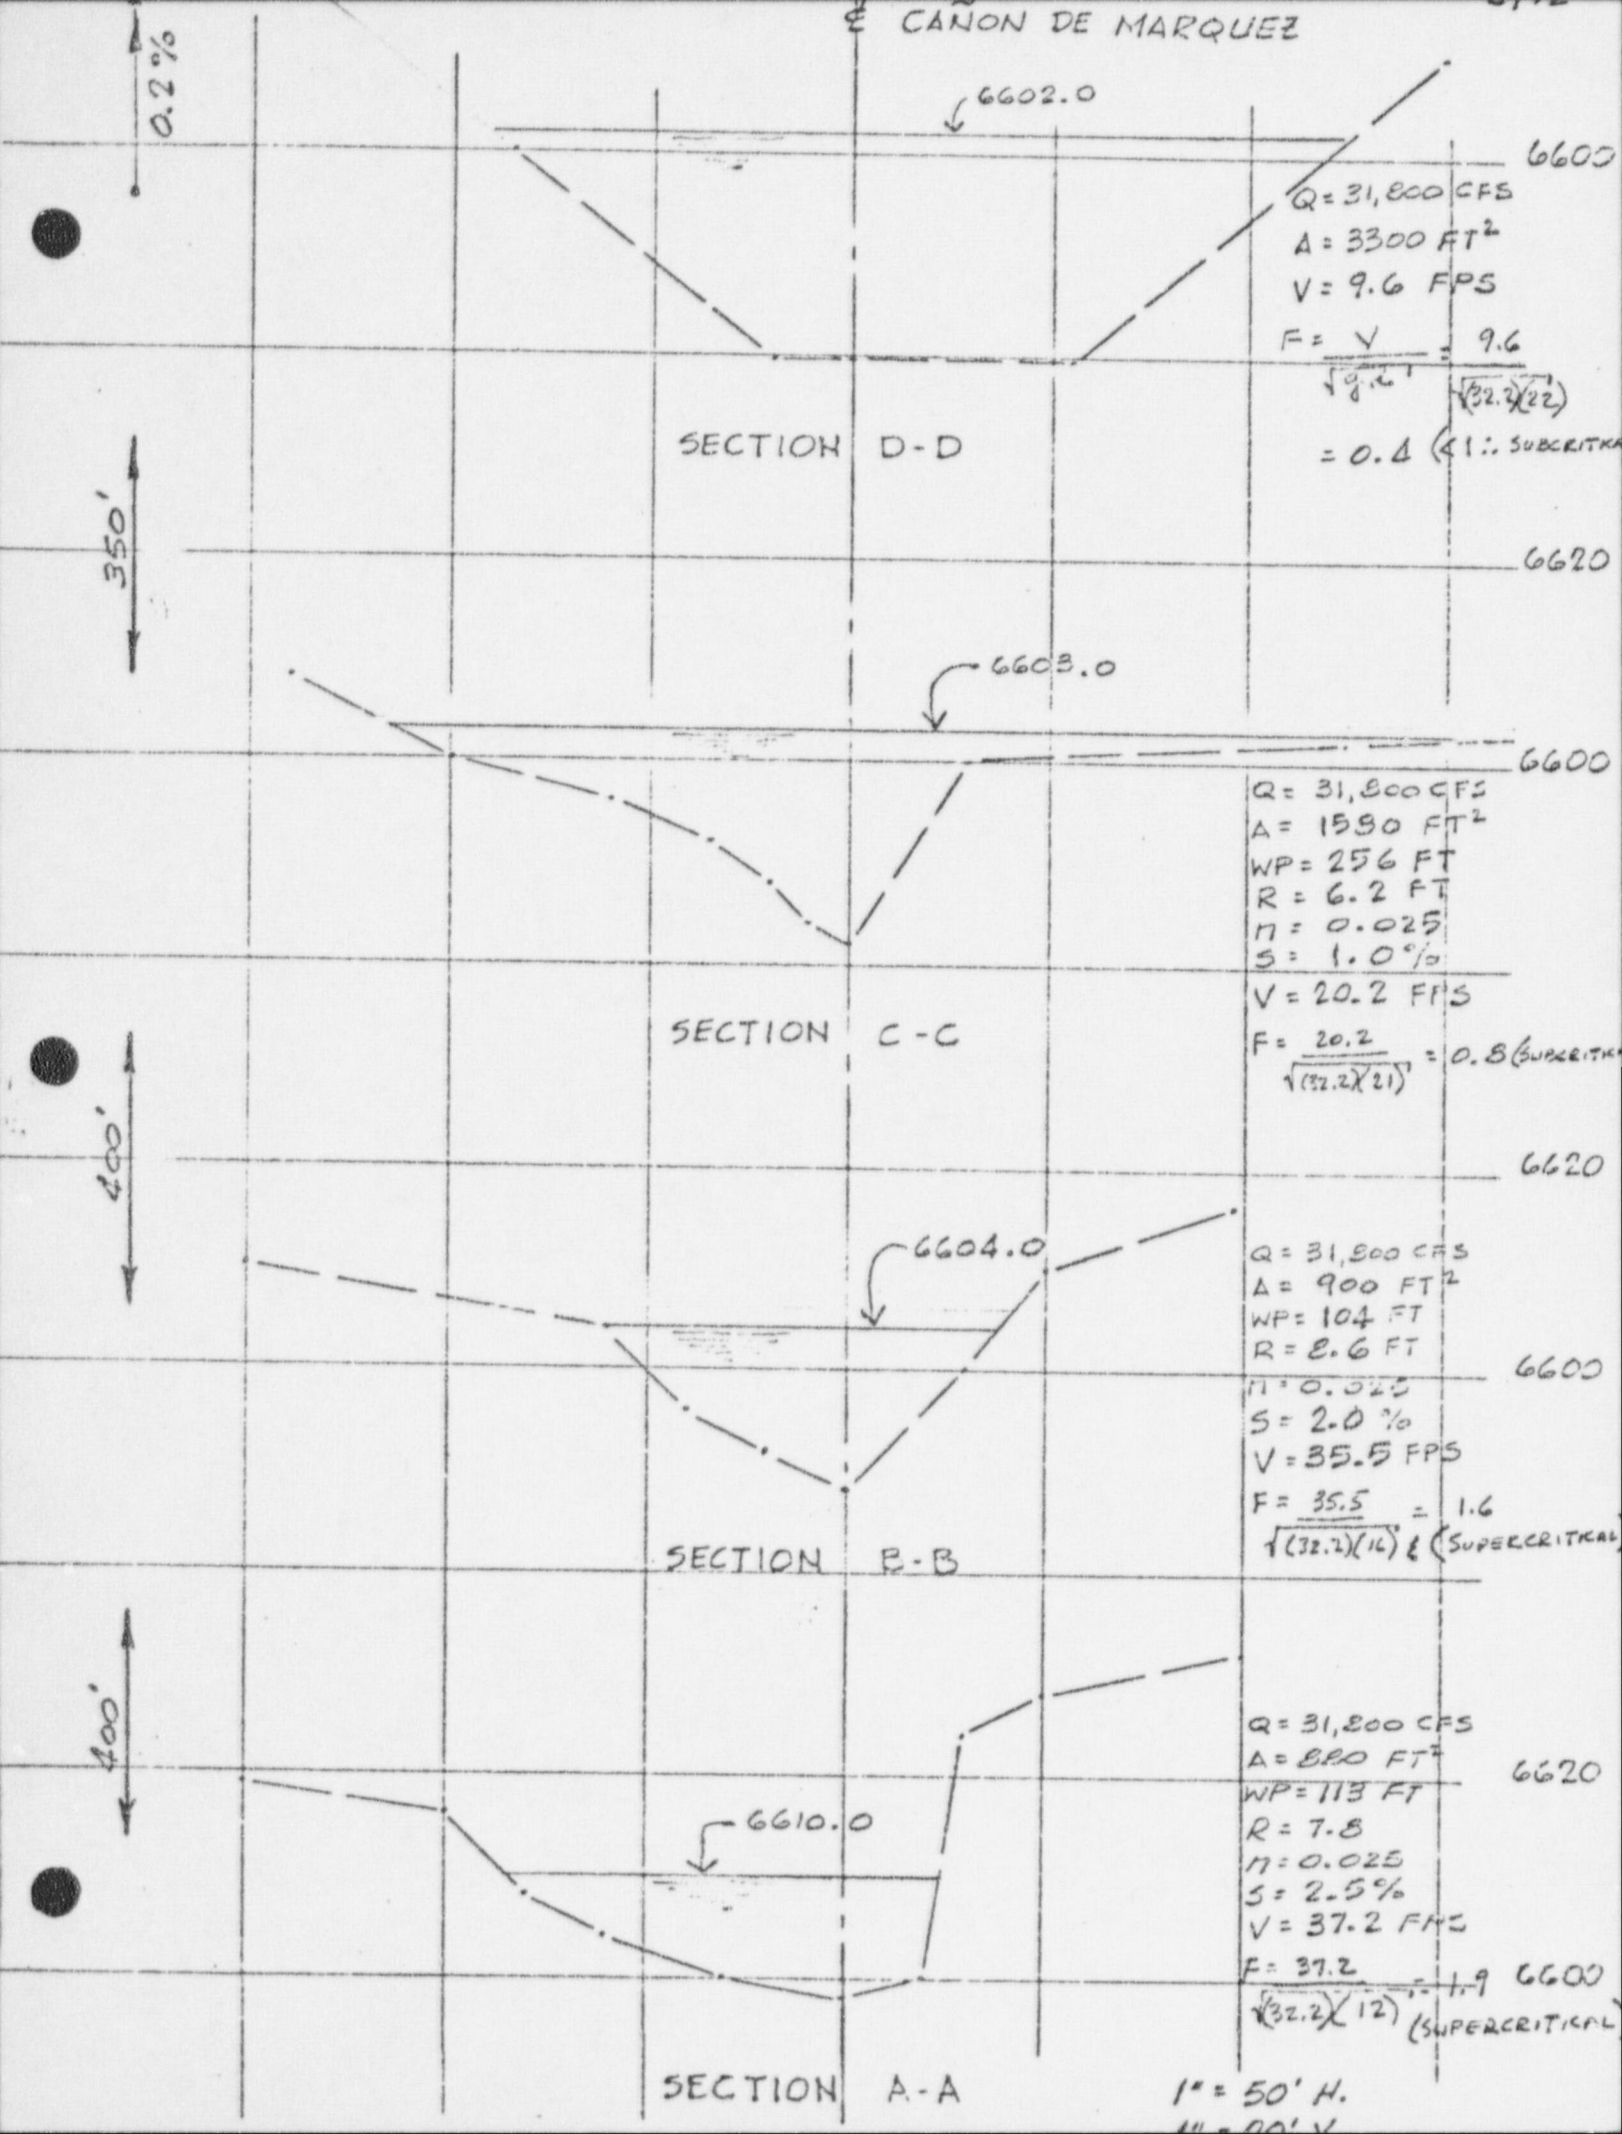 ℄ CAÑON DE MARQUEZ
0.2%
6602.0
6600
Q = 31,800 CFS
A = 3300 FT²
V = 9.6 FPS
F = V = 9.6
√(32.2)(22)
= 0.4 (<1 ∴ SUBCRITICA
SECTION D-D
350'
6620
6603.0
6600
Q = 31,800 CFS
A = 1580 FT²
WP = 256 FT
R = 6.2 FT
n = 0.025
S = 1.0%
V = 20.2 FPS
F = 20.2 = 0.8
√(32.2)(21)
SECTION C-C
400'
6620
6604.0
Q = 31,800 CFS
A = 900 FT²
WP = 104 FT
R = 8.6 FT
6600
n = 0.025
S = 2.0 %
V = 35.5 FPS
F = 35.5 = 1.6
√(32.2)(16) (SUPERCRITICAL)
SECTION B-B
400'
Q = 31,800 CFS
A = 880 FT²
6620
WP = 113 FT
R = 7.8
n = 0.025
S = 2.5%
V = 37.2 FPS
6610.0
F = 37.2 = 1.9 6600
√(32.2)(12) (SUPERCRITICAL)
SECTION A-A
1" = 50' H.